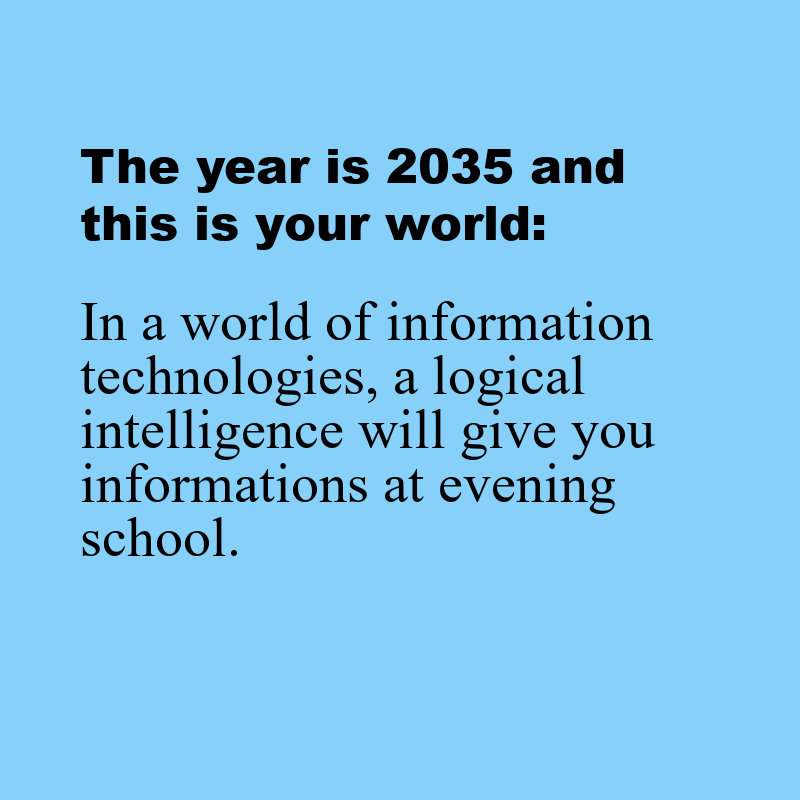 The year is 2035 and
this is your world:
In a world of information
technologies, a logical
intelligence will give you
informations at evening
school.